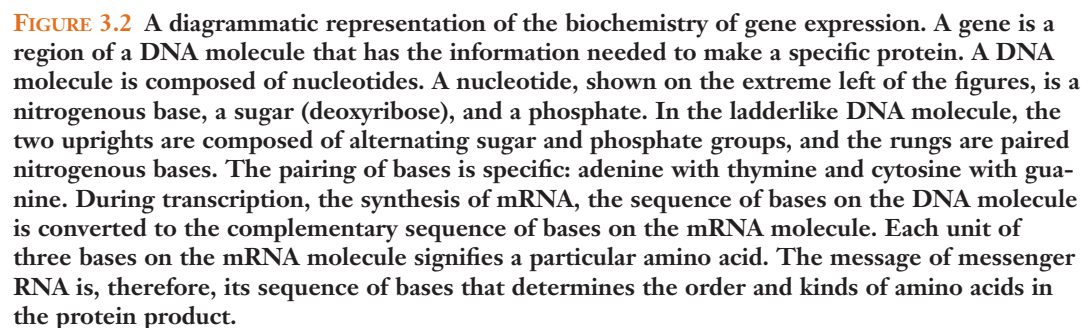 FIGURE 3.2 A diagrammatic representation of the biochemistry of gene expression. A gene is a
region of a DNA molecule that has the information needed to make a specific protein. A DNA
molecule is composed of nucleotides. A nucleotide, shown on the extreme left of the figures, is a
nitrogenous base, a sugar (deoxyribose), and a phosphate. In the ladderlike DNA molecule, the
two uprights are composed of alternating sugar and phosphate groups, and the rungs are paired
nitrogenous bases. The pairing of bases is specific: adenine with thymine and cytosine with gua-
nine. During transcription, the synthesis of mRNA, the sequence of bases on the DNA molecule
is converted to the complementary sequence of bases on the mRNA molecule. Each unit of
three bases on the mRNA molecule signifies a particular amino acid. The message of messenger
RNA is, therefore, its sequence of bases that determines the order and kinds of amino acids in
the protein product.